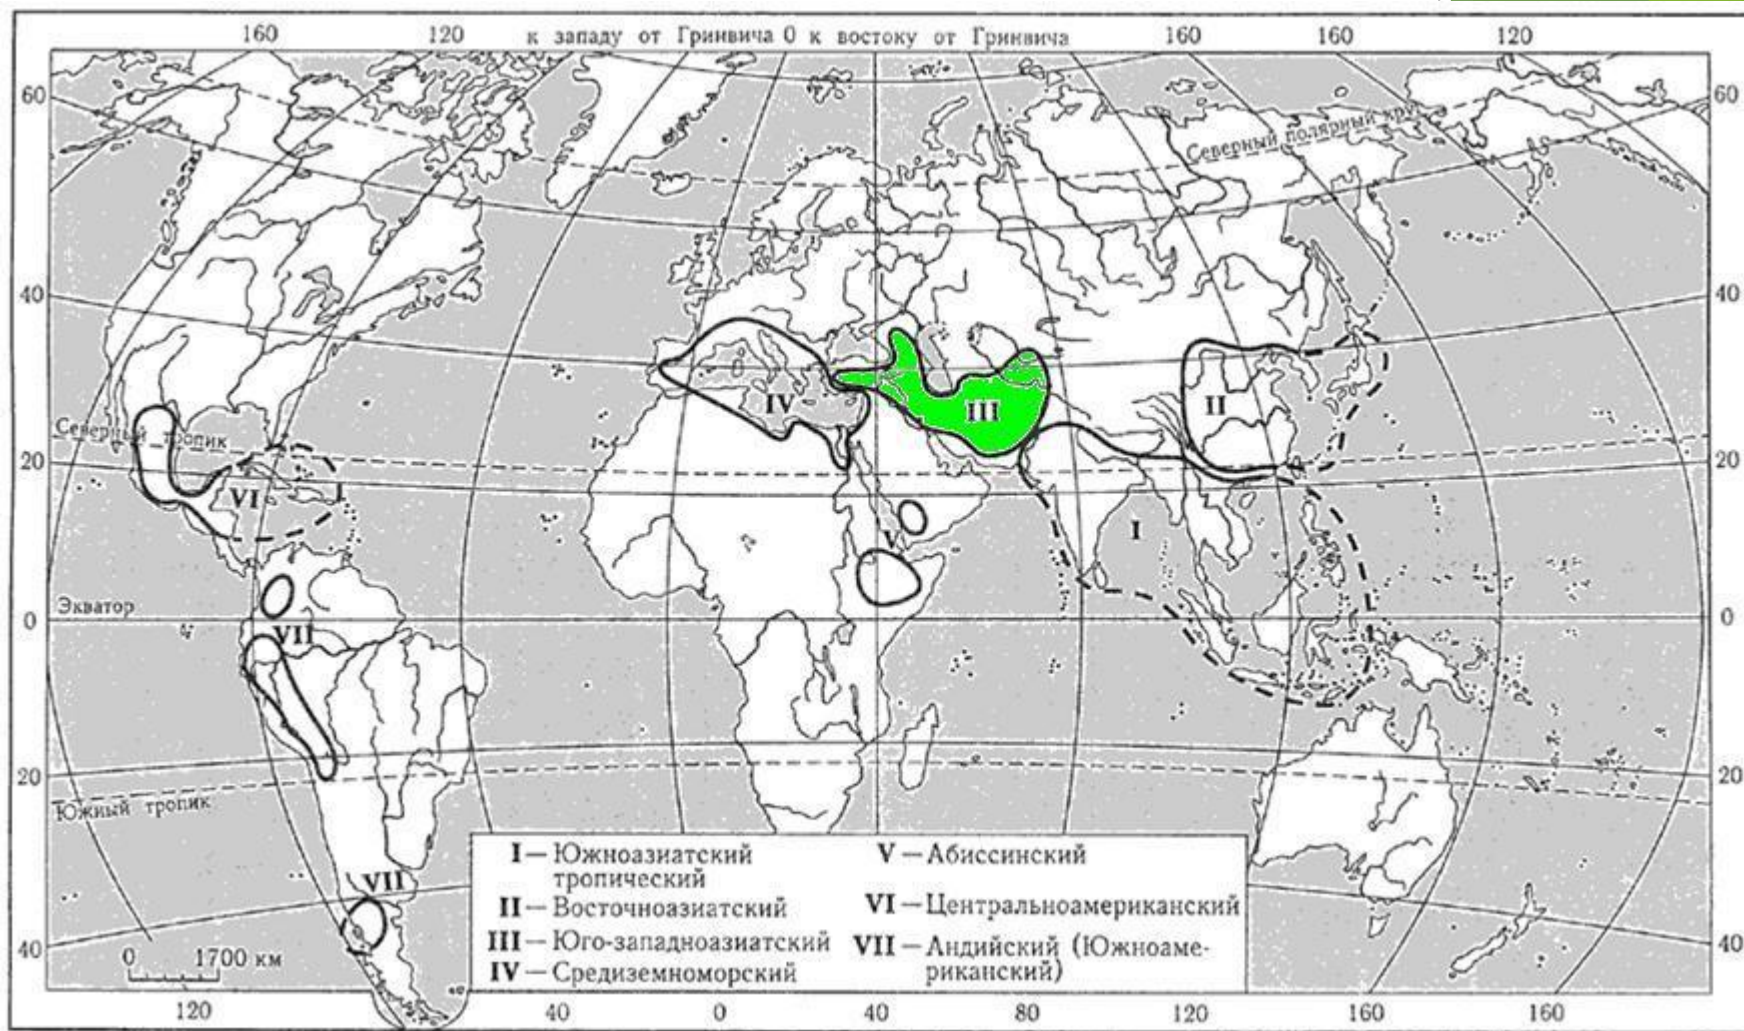 160 120 к западу от Гринвича 0 к востоку от Гринвича 160 160 120
60 60
Северный полярный круг
40 40
IV III II
Северный тропик
20 20
VI I
V
Экватор
0 0
VII
20 20
Южный тропик
VII
I — Южноазиатский
тропический
II — Восточноазиатский
III — Юго-западноазиатский
IV — Средиземноморский
V — Абиссинский
VI — Центральноамериканский
VII — Андийский (Южноаме-
риканский)
40 40
0 1700 км
120 40 0 40 80 120 160 160